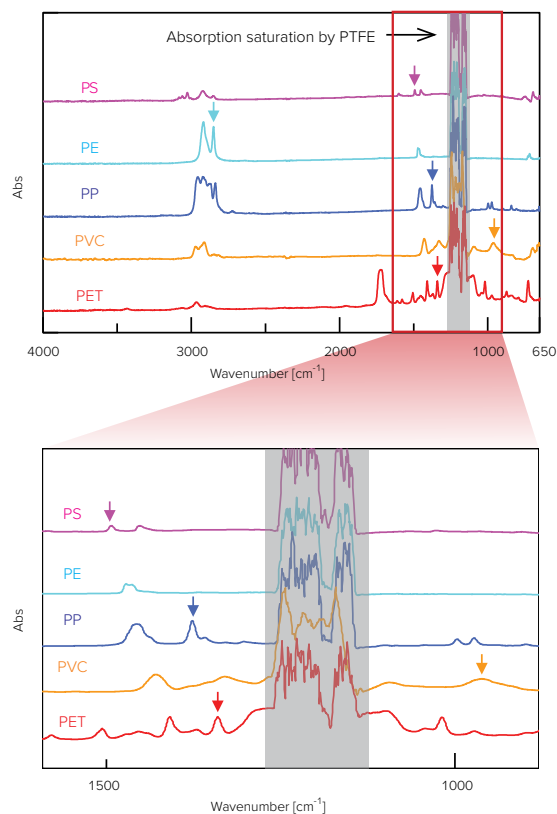 Absorption saturation by PTFE
PS
PE
PP
PVC
PET
Abs
4000 3000 2000 1000 650
Wavenumber [cm⁻¹]
PS
PE
PP
PVC
PET
Abs
1500 1000
Wavenumber [cm⁻¹]